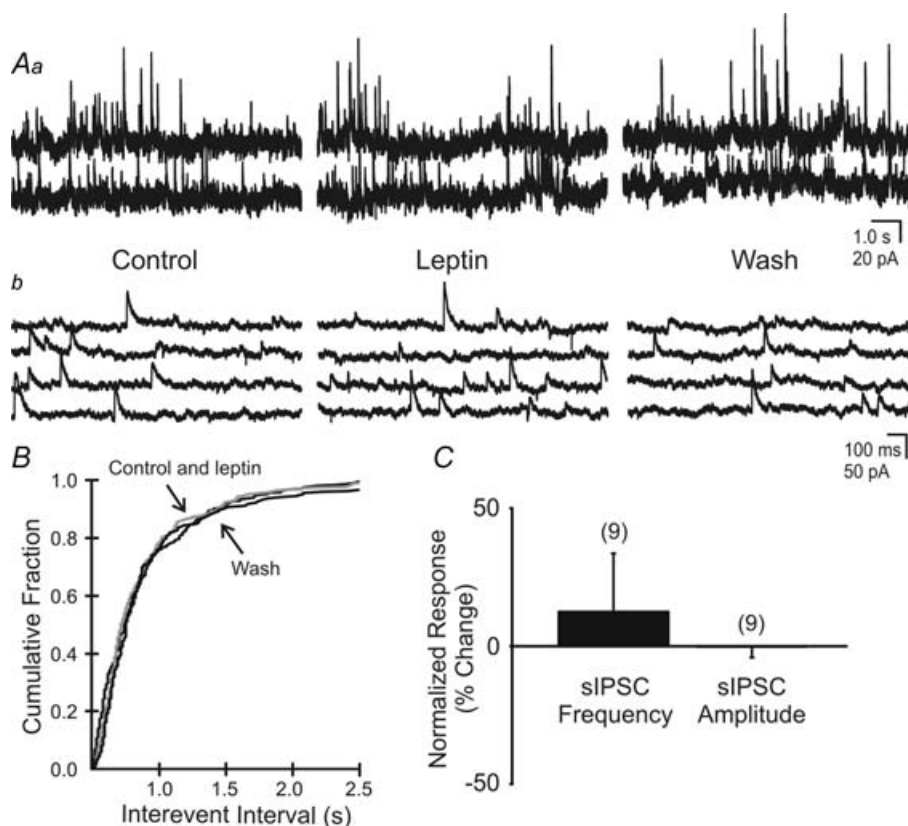 Aa
1.0 s
20 pA
Control Leptin Wash
b
100 ms
50 pA
B
Control and leptin
Wash
1.0
0.8
0.6
0.4
0.2
0.0
Cumulative Fraction
1.0 1.5 2.0 2.5
Interevent Interval (s)
C
50
0
-50
Normalized Response
(% Change)
(9)
(9)
sIPSC sIPSC
Frequency Amplitude